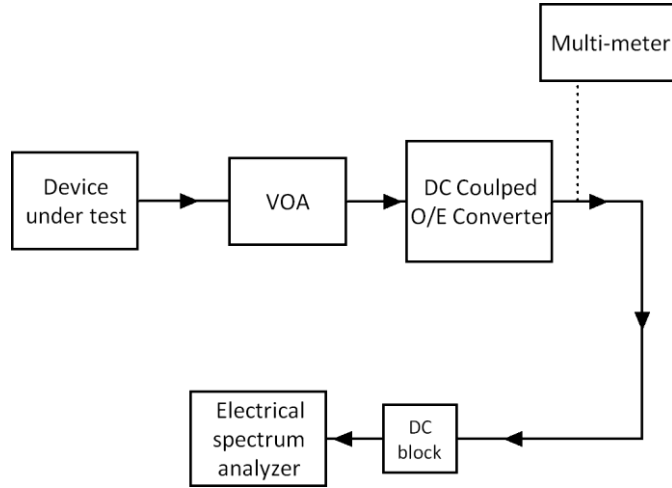 Multi-meter
Device
under test
VOA
DC Coulped
O/E Converter
Electrical
spectrum
analyzer
DC
block